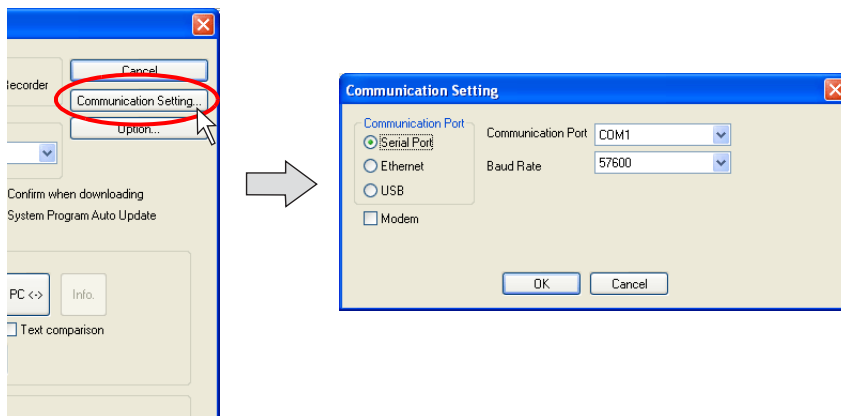 Cancel
Recorder
Communication Setting...
Option...
Confirm when downloading
System Program Auto Update
PC <->
Info.
Text comparison
Communication Setting
Communication Port
Serial Port
Ethernet
USB
Modem
Communication Port COM1
Baud Rate 57600
OK Cancel